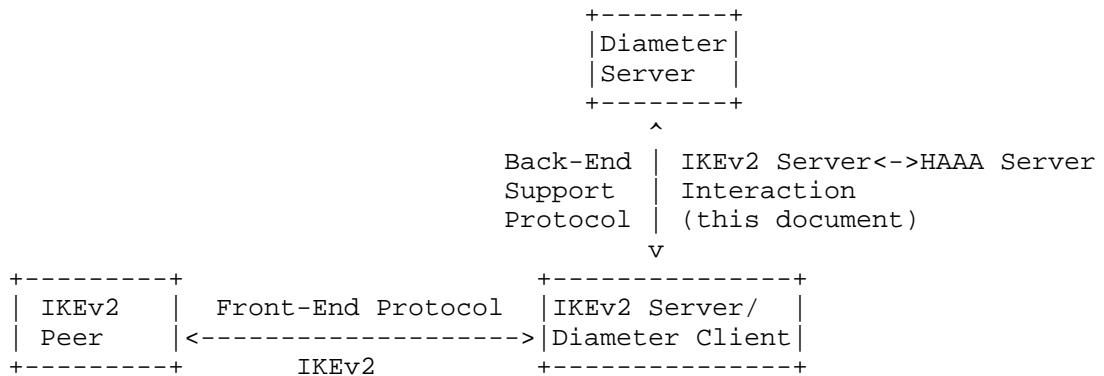 Diameter
Server
Back-End | IKEv2 Server<->HAAA Server
Support | Interaction
Protocol | (this document)
IKEv2 Front-End Protocol IKEv2 Server/
Peer <--------------------> Diameter Client
IKEv2